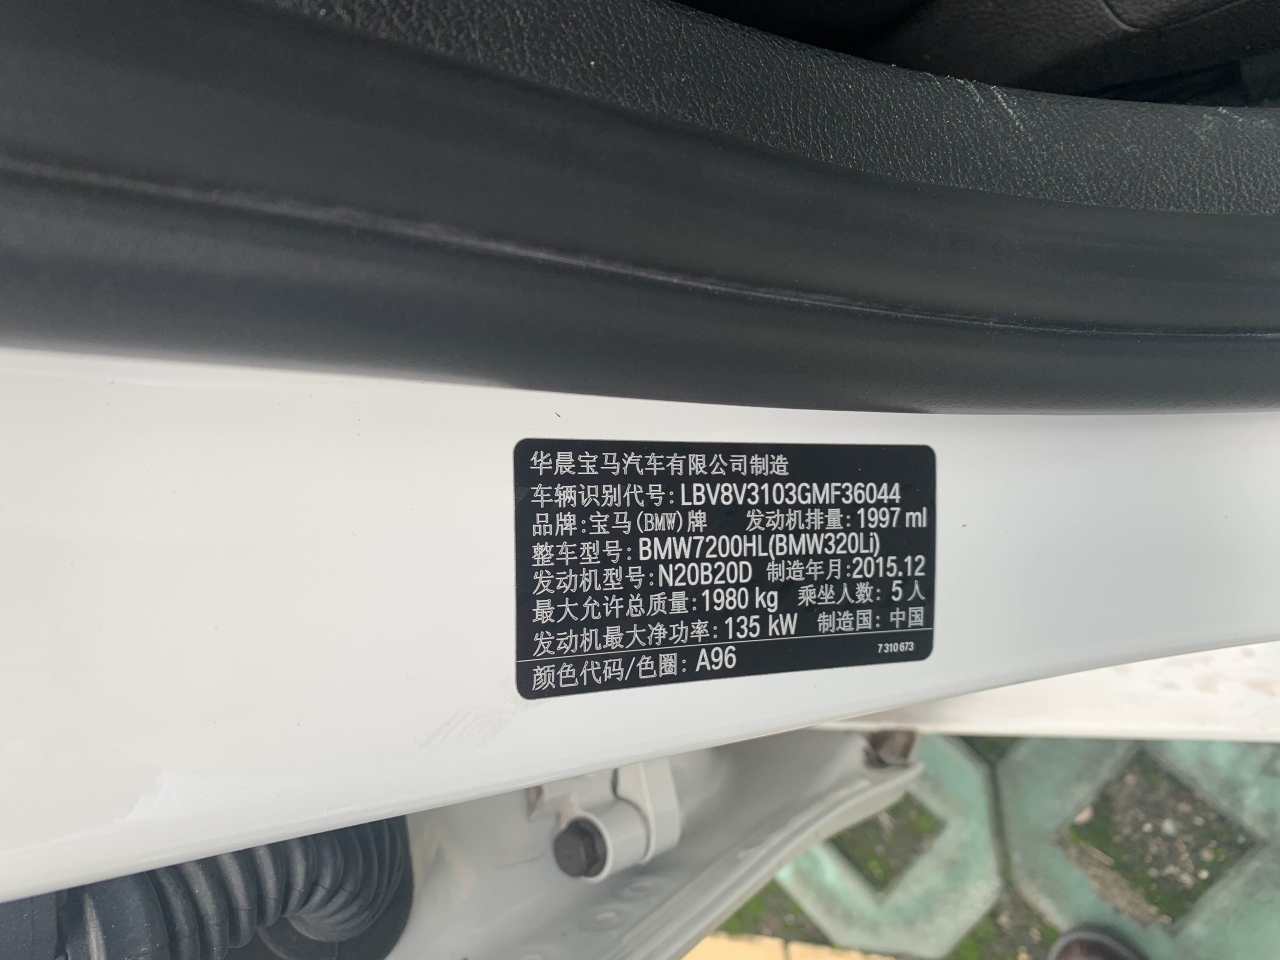 华晨宝马汽车有限公司制造
车辆识别代号: LBV8V3103GMF36044
品牌:宝马(BMW)牌 发动机排量: 1997 ml
整车型号: BMW7200HL(BMW320Li)
发动机型号: N20B20D 制造年月:2015.12
最大允许总质量: 1980 kg 乘坐人数: 5 人
发动机最大净功率: 135 kW 制造国: 中国
颜色代码/色圈: A96 7 310 673